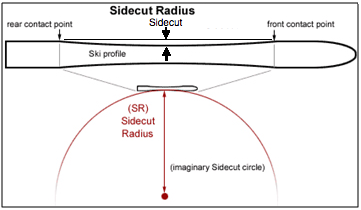 Sidecut Radius
rear contact point
Sidecut
front contact point
Ski profile
(SR)
Sidecut
Radius
(imaginary Sidecut circle)